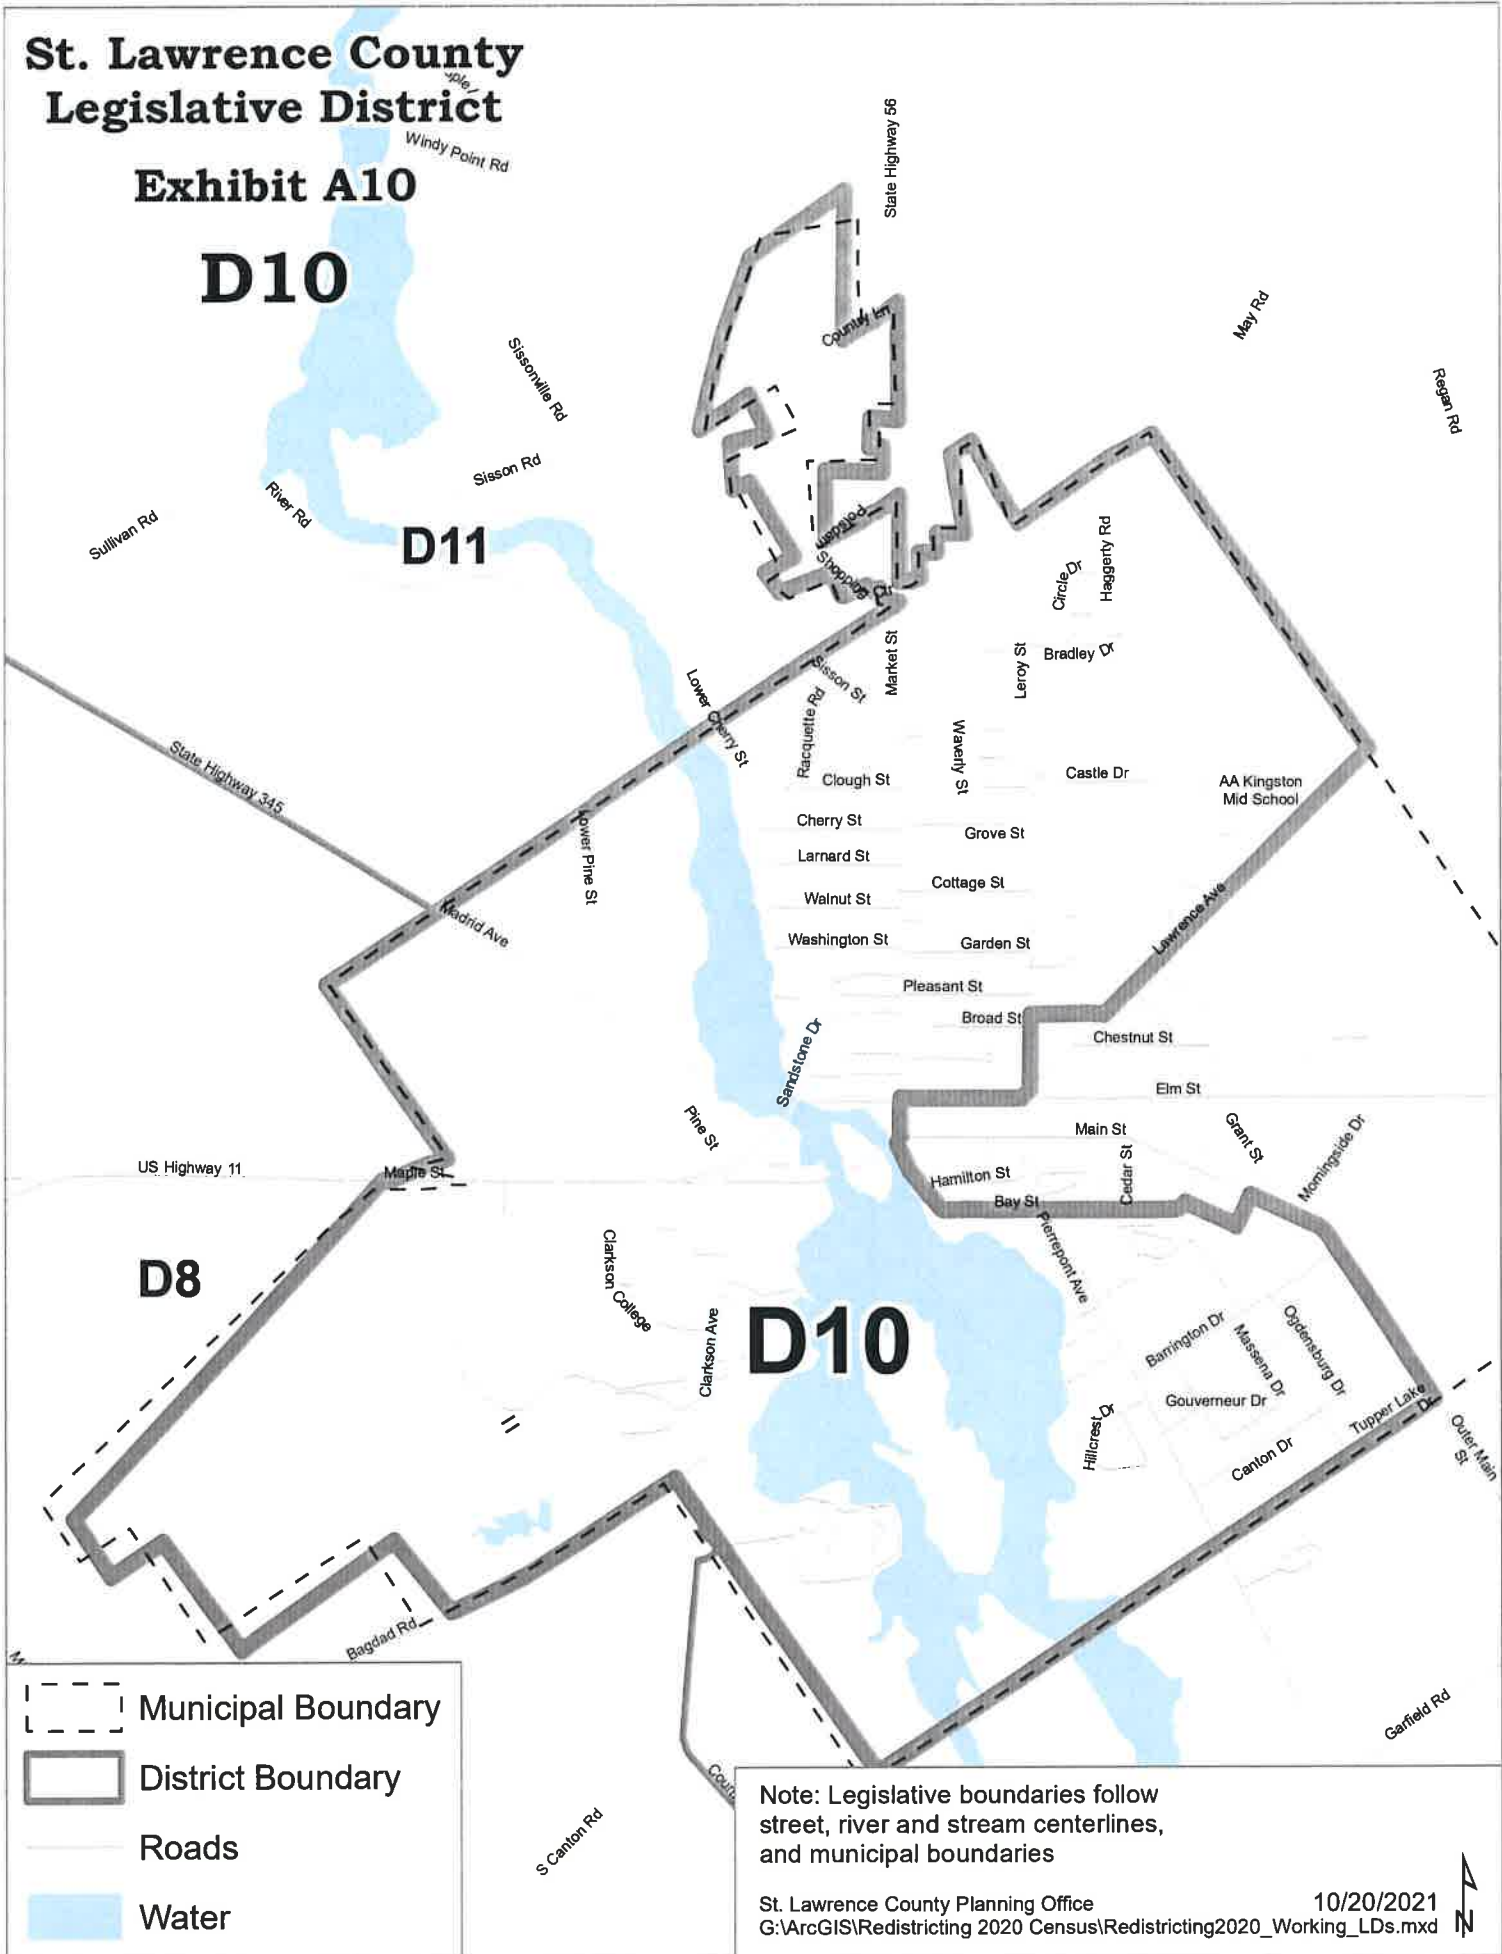 St. Lawrence County
Legislative District
Exhibit A10
D10
Windy Point Rd
State Highway 56
Country Ln
May Rd
Regan Rd
Sissonville Rd
Sisson Rd
River Rd
Sullivan Rd
D11
Potsdam
Shopping
Ctr
Circle Dr
Haggerty Rd
Bradley Dr
Leroy St
Market St
Sisson St
Racquette Rd
Lower Cherry St
Waverly St
Castle Dr
AA Kingston
Mid School
Clough St
State Highway 345
Lower Pine St
Cherry St
Grove St
Larnard St
Cottage St
Walnut St
Madrid Ave
Washington St
Garden St
Lawrence Ave
Pleasant St
Broad St
Chestnut St
Sandstone Dr
Elm St
Pine St
Main St
Grant St
Morningside Dr
US Highway 11
Maple St
Hamilton St
Cedar St
Bay St
Pierrepont Ave
D8
Clarkson College
Clarkson Ave
D10
Barrington Dr
Massena Dr
Ogdensburg Dr
Gouverneur Dr
Hillcrest Dr
Canton Dr
Tupper Lake
Dr
Outer Main
St
Bagdad Rd
Garfield Rd
S Canton Rd
Municipal Boundary
District Boundary
Roads
Water
Note: Legislative boundaries follow
street, river and stream centerlines,
and municipal boundaries
St. Lawrence County Planning Office
10/20/2021
G:\ArcGIS\Redistricting 2020 Census\Redistricting2020_Working_LDs.mxd
N